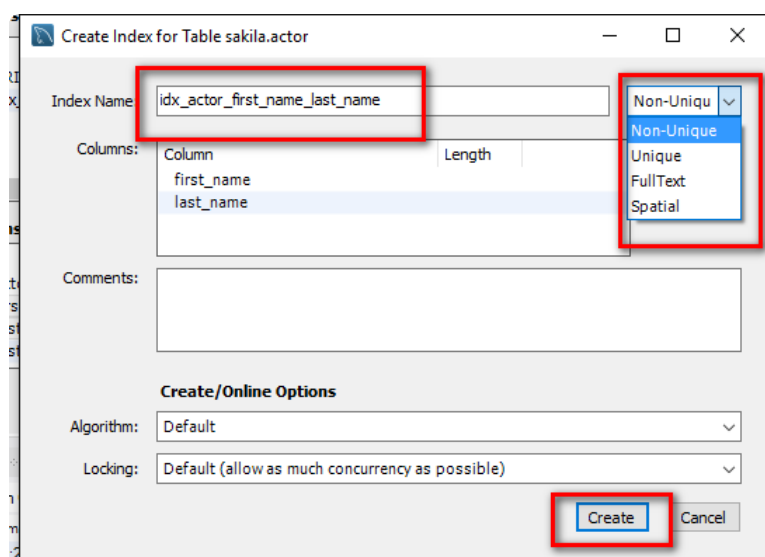 Create Index for Table sakila.actor
Index Name
idx_actor_first_name_last_name
Non-Uniqu
Non-Unique
Unique
FullText
Spatial
Columns:
Column Length
first_name
last_name
Comments:
Create/Online Options
Algorithm: Default
Locking: Default (allow as much concurrency as possible)
Create Cancel